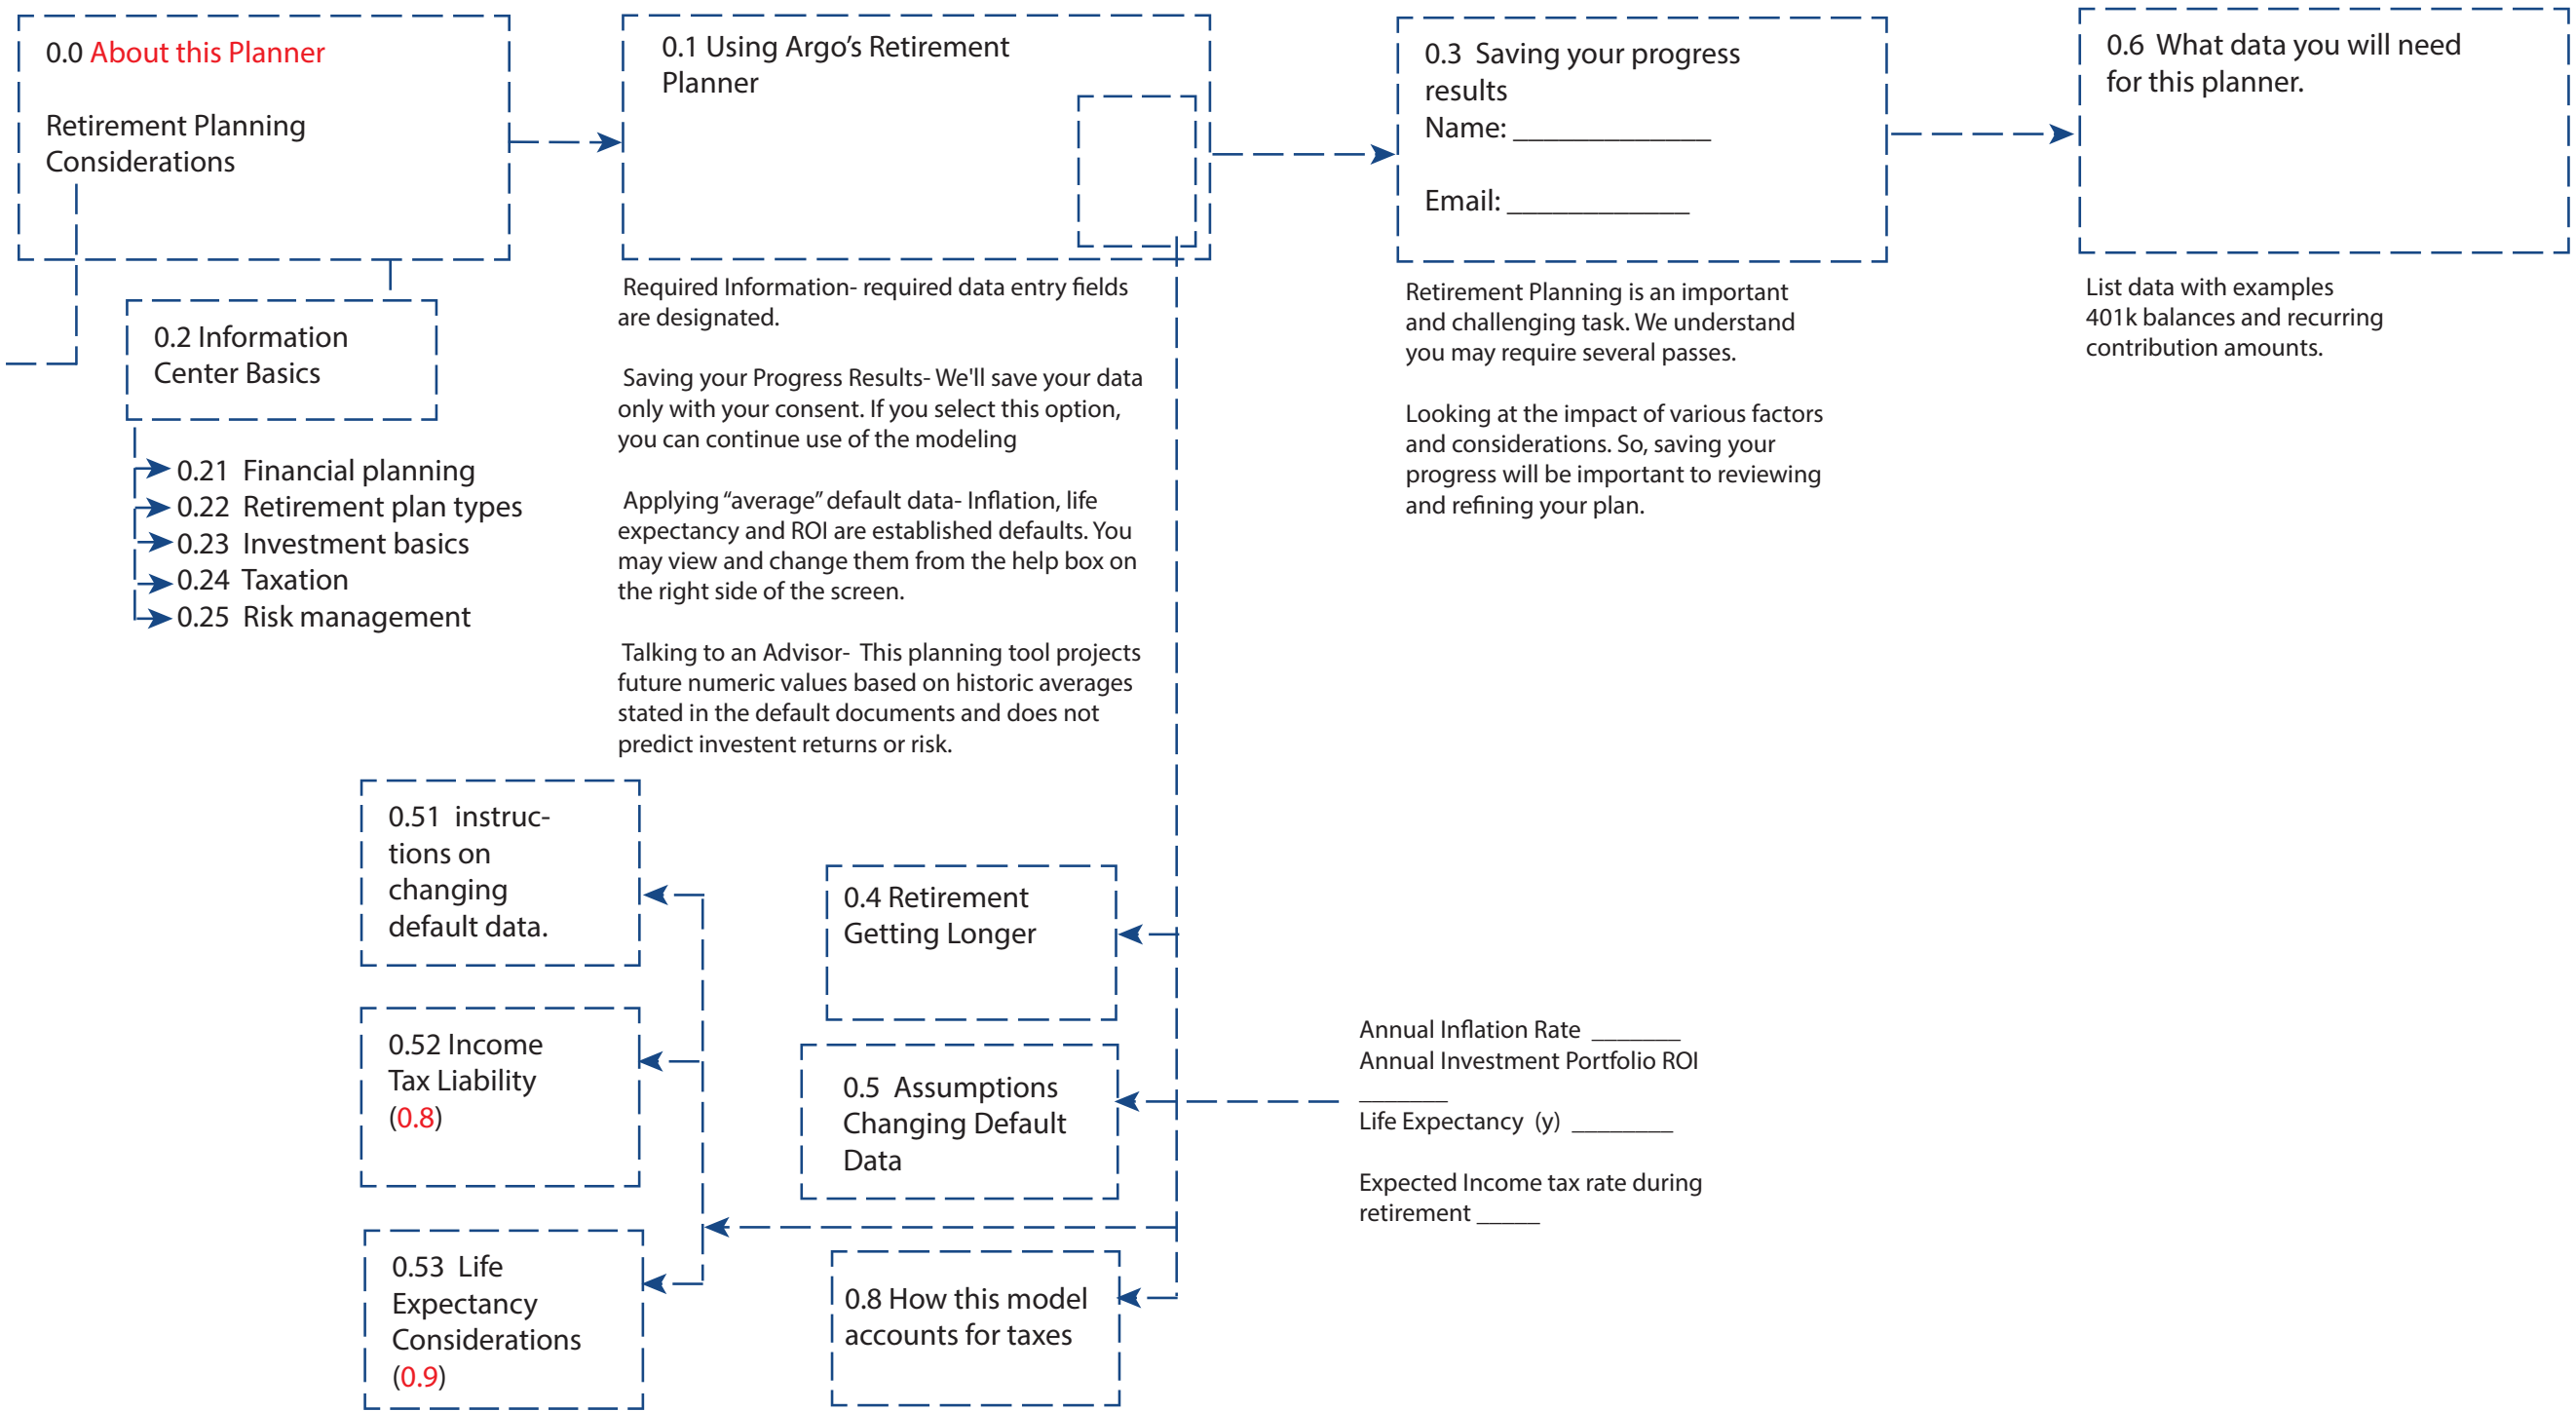 0.0 About this Planner
Retirement Planning
Considerations
0.2 Information
Center Basics
0.21  Financial planning
0.22  Retirement plan types
0.23  Investment basics
0.24  Taxation
0.25  Risk management
0.1 Using Argo’s Retirement
Planner
Required Information- required data entry fields
are designated.
Saving your Progress Results- We'll save your data
only with your consent. If you select this option,
you can continue use of the modeling
Applying “average” default data- Inflation, life
expectancy and ROI are established defaults. You
may view and change them from the help box on
the right side of the screen.
Talking to an Advisor-  This planning tool projects
future numeric values based on historic averages
stated in the default documents and does not
predict investent returns or risk.
0.3  Saving your progress
results
Name: _____________
Email: ____________
Retirement Planning is an important
and challenging task. We understand
you may require several passes.
Looking at the impact of various factors
and considerations. So, saving your
progress will be important to reviewing
and refining your plan.
0.6  What data you will need
for this planner.
List data with examples
401k balances and recurring
contribution amounts.
0.51  instruc-
tions on
changing
default data.
0.52 Income
Tax Liability
(0.8)
0.53  Life
Expectancy
Considerations
(0.9)
0.4 Retirement
Getting Longer
0.5  Assumptions
Changing Default
Data
0.8 How this model
accounts for taxes
Annual Inflation Rate  _______
Annual Investment Portfolio ROI
_______
Life Expectancy  (y)  ________
Expected Income tax rate during
retirement _____